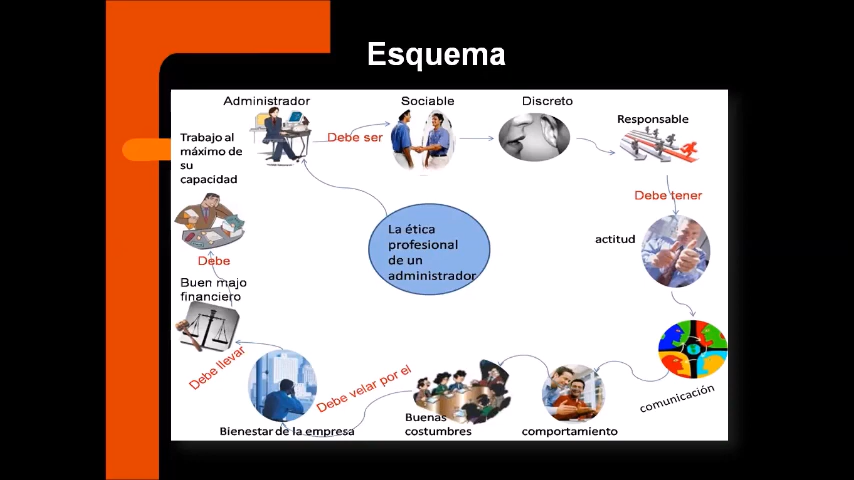 Esquema
Administrador
Debe ser
Sociable
Discreto
Responsable
Debe tener
actitud
comunicación
comportamiento
Buenas
costumbres
Debe velar por el
Bienestar de la empresa
Debe llevar
Buen majo
financiero
Debe
Trabajo al
máximo de
su
capacidad
La ética
profesional
de un
administrador